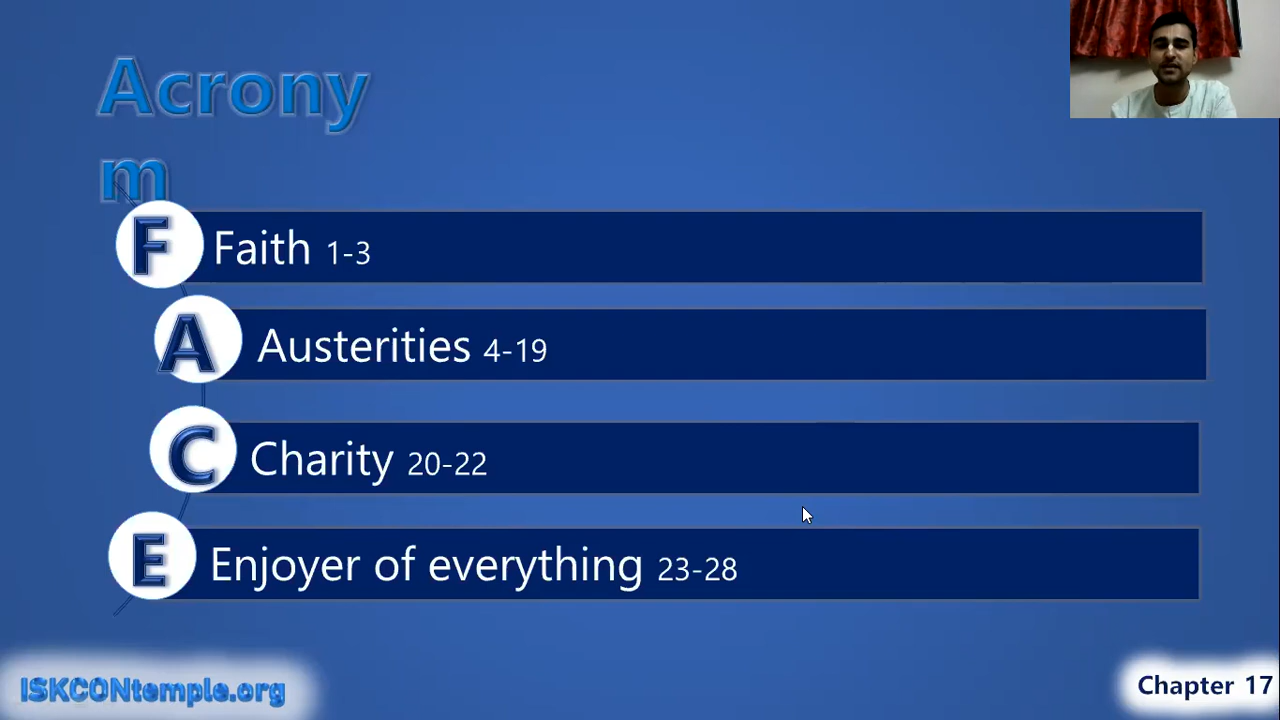 Acrony
m
F Faith 1-3
A Austerities 4-19
C Charity 20-22
E Enjoyer of everything 23-28
ISKCONtemple.org
Chapter 17